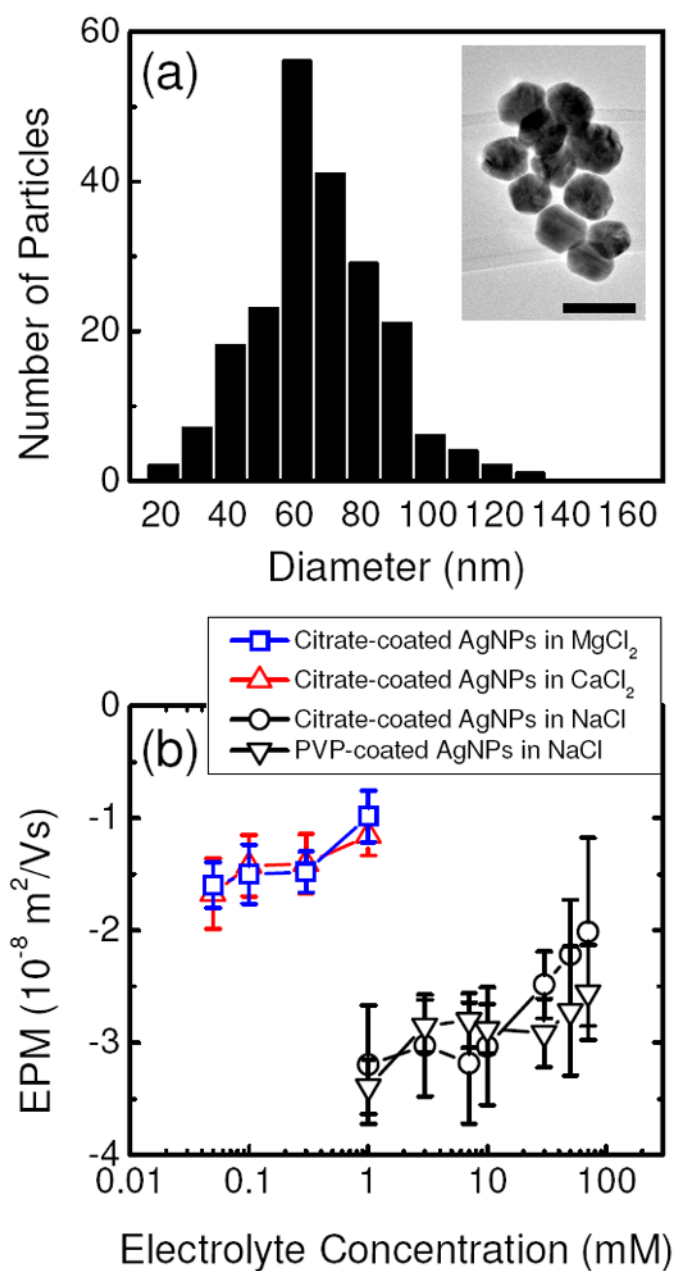 60
(a)
40
20
0
Number of Particles
20 40 60 80 100 120 140 160
Diameter (nm)
Citrate-coated AgNPs in MgCl₂
Citrate-coated AgNPs in CaCl₂
Citrate-coated AgNPs in NaCl
PVP-coated AgNPs in NaCl
0
(b)
-1
-2
-3
-4
EPM (10⁻⁸ m²/Vs)
0.01 0.1 1 10 100
Electrolyte Concentration (mM)